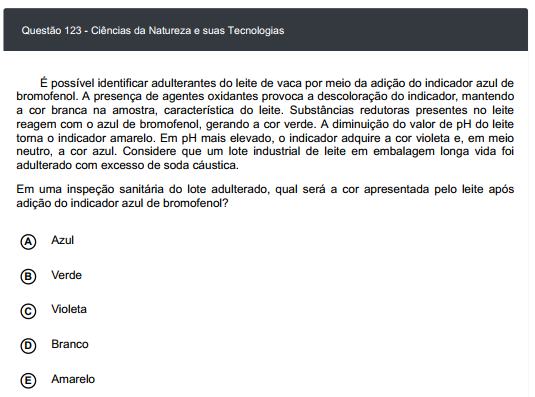 Questão 123 - Ciências da Natureza e suas Tecnologias
É possível identificar adulterantes do leite de vaca por meio da adição do indicador azul de
bromofenol. A presença de agentes oxidantes provoca a descoloração do indicador, mantendo
a cor branca na amostra, característica do leite. Substâncias redutoras presentes no leite
reagem com o azul de bromofenol, gerando a cor verde. A diminuição do valor de pH do leite
torna o indicador amarelo. Em pH mais elevado, o indicador adquire a cor violeta e, em meio
neutro, a cor azul. Considere que um lote industrial de leite em embalagem longa vida foi
adulterado com excesso de soda cáustica.
Em uma inspeção sanitária do lote adulterado, qual será a cor apresentada pelo leite após
adição do indicador azul de bromofenol?
A Azul
B Verde
C Violeta
D Branco
E Amarelo